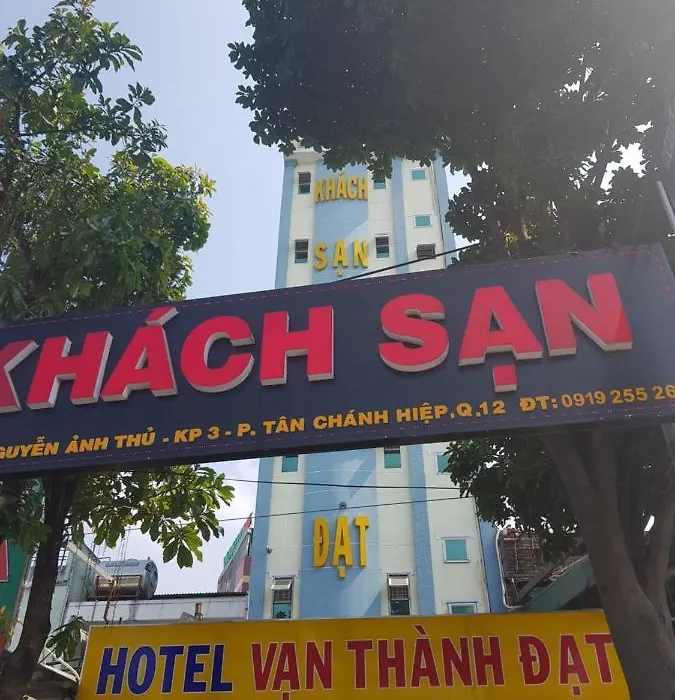 KHÁCH
SẠN
KHÁCH SẠN
NGUYỄN ẢNH THỦ - KP 3 - P. TÂN CHÁNH HIỆP.Q.12 ĐT: 0919 255 26
ĐẠT
HOTEL VẠN THÀNH ĐẠT